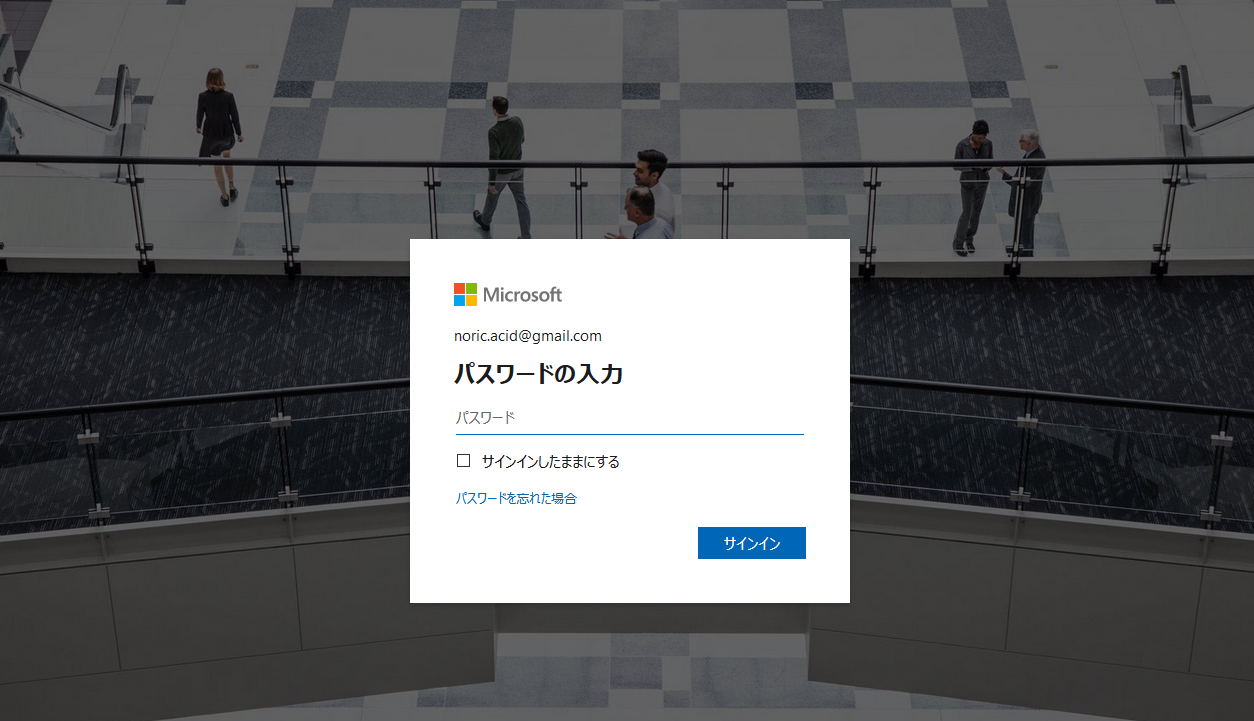 Microsoft
noric.acid@gmail.com
パスワードの入力
パスワード
サインインしたままにする
パスワードを忘れた場合
サインイン